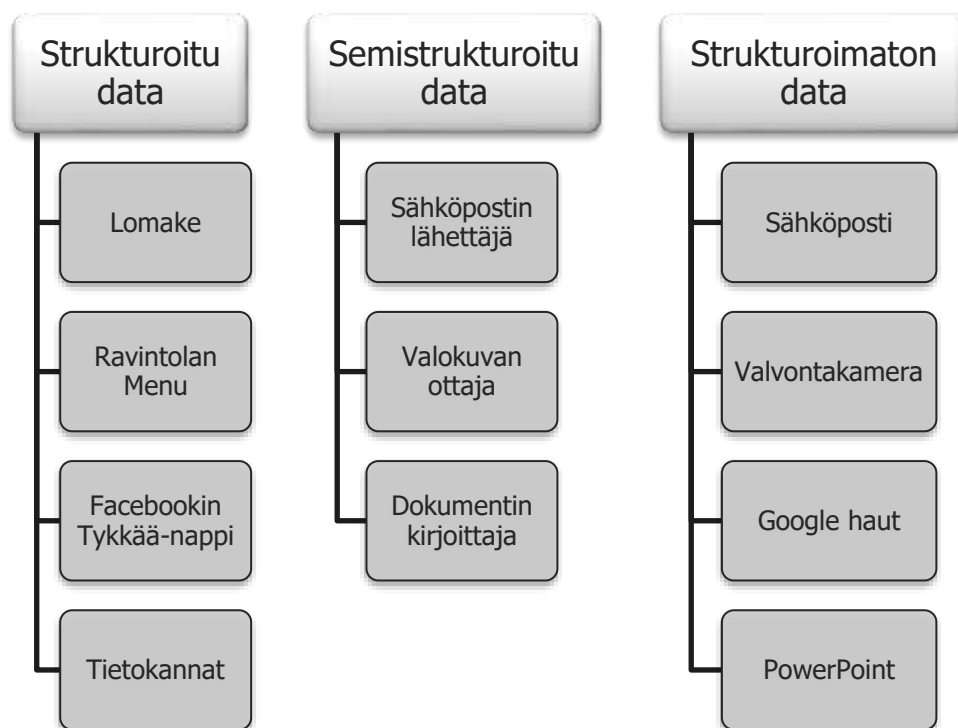 Strukturoitu
data
Lomake
Ravintolan
Menu
Facebookin
Tykkää-nappi
Tietokannat
Semistrukturoitu
data
Sähköpostin
lähettäjä
Valokuvan
ottaja
Dokumentin
kirjoittaja
Strukturoimaton
data
Sähköposti
Valvontakamera
Google haut
PowerPoint